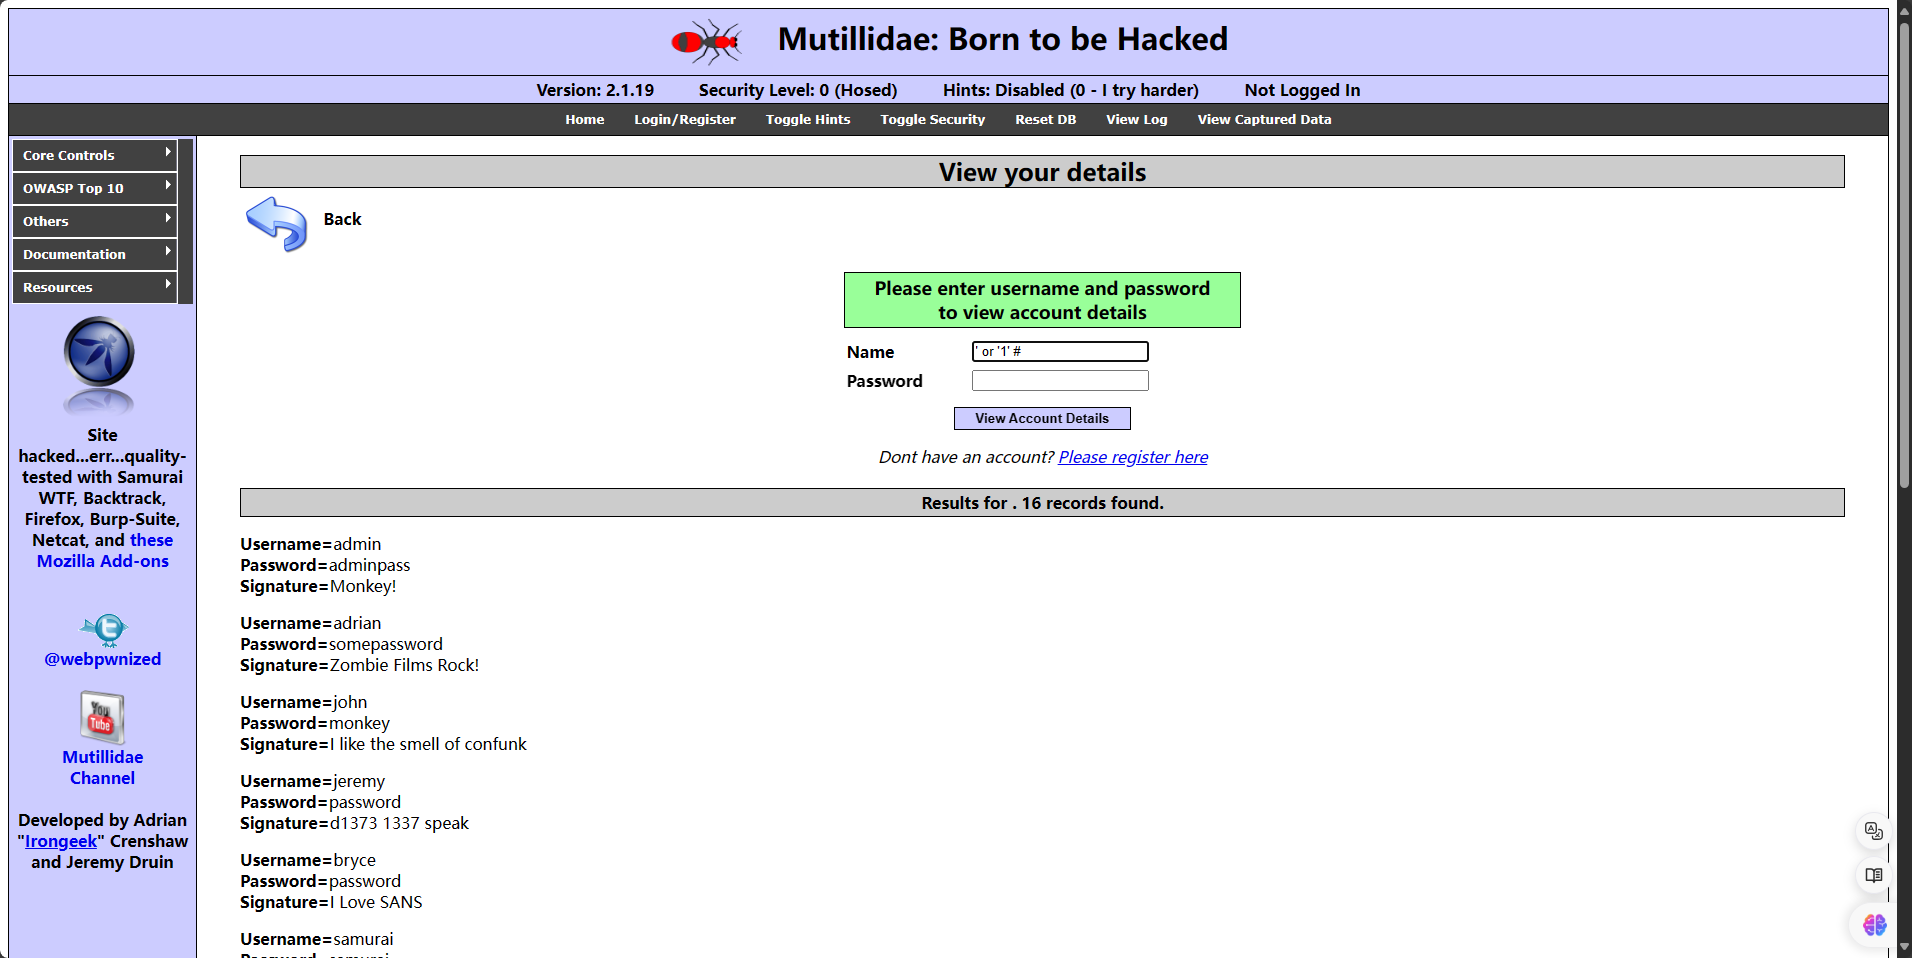 Mutillidae: Born to be Hacked
Version: 2.1.19 Security Level: 0 (Hosed) Hints: Disabled (0 - I try harder) Not Logged In
Home Login/Register Toggle Hints Toggle Security Reset DB View Log View Captured Data
Core Controls
OWASP Top 10
Others
Documentation
Resources
Site
hacked...err...quality-
tested with Samurai
WTF, Backtrack,
Firefox, Burp-Suite,
Netcat, and these
Mozilla Add-ons
@webpwnized
You
Tube
Mutillidae
Channel
Developed by Adrian
"Irongeek" Crenshaw
and Jeremy Druin
View your details
Back
Please enter username and password
to view account details
Name ' or '1' #
Password
View Account Details
Dont have an account? Please register here
Results for . 16 records found.
Username=admin
Password=adminpass
Signature=Monkey!
Username=adrian
Password=somepassword
Signature=Zombie Films Rock!
Username=john
Password=monkey
Signature=I like the smell of confunk
Username=jeremy
Password=password
Signature=d1373 1337 speak
Username=bryce
Password=password
Signature=I Love SANS
Username=samurai
Password=samurai